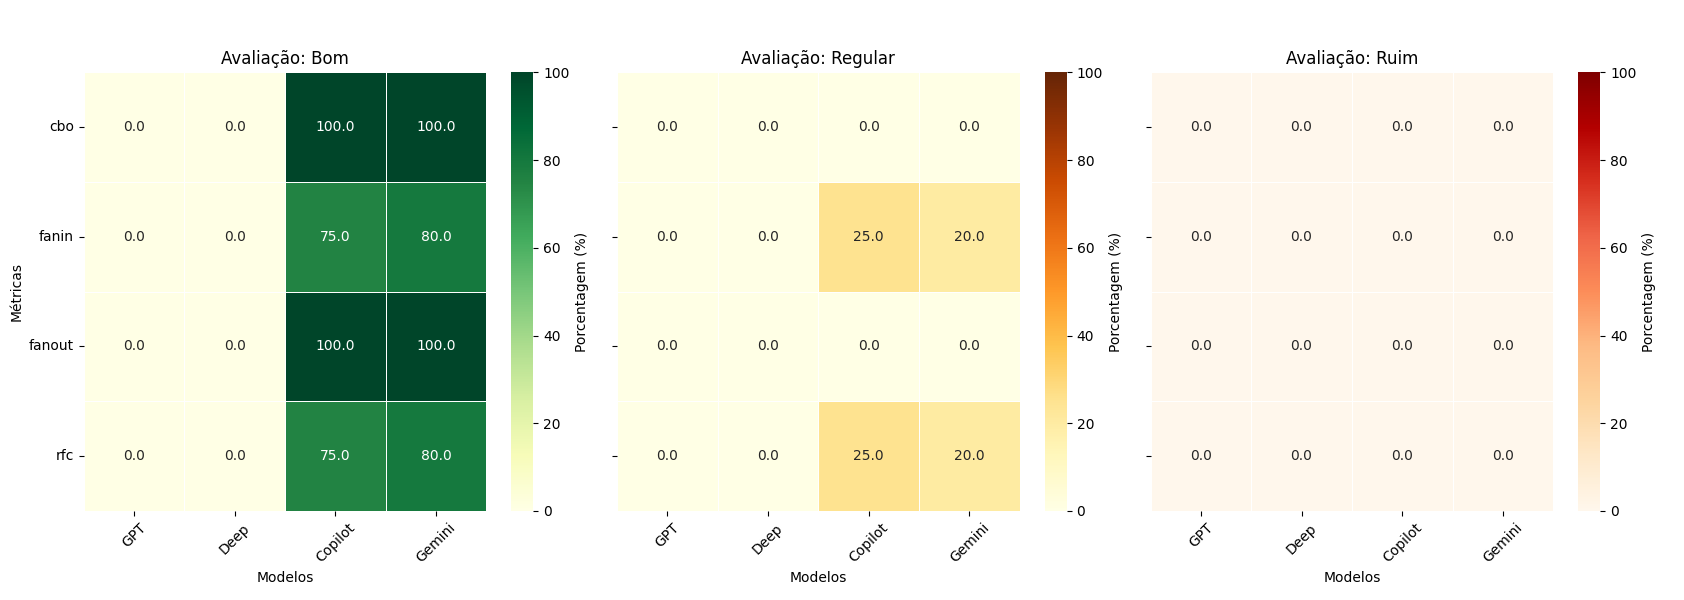 Avaliação: Bom
Avaliação: Regular
Avaliação: Ruim
Métricas
cbo
fanin
fanout
rfc
0.0 0.0 100.0 100.0
0.0 0.0 75.0 80.0
0.0 0.0 100.0 100.0
0.0 0.0 75.0 80.0
GPT Deep Copilot Gemini
Modelos
100
80
60
40
20
0
Porcentagem (%)
0.0 0.0 0.0 0.0
0.0 0.0 25.0 20.0
0.0 0.0 0.0 0.0
0.0 0.0 25.0 20.0
GPT Deep Copilot Gemini
Modelos
100
80
60
40
20
0
Porcentagem (%)
0.0 0.0 0.0 0.0
0.0 0.0 0.0 0.0
0.0 0.0 0.0 0.0
0.0 0.0 0.0 0.0
GPT Deep Copilot Gemini
Modelos
100
80
60
40
20
0
Porcentagem (%)